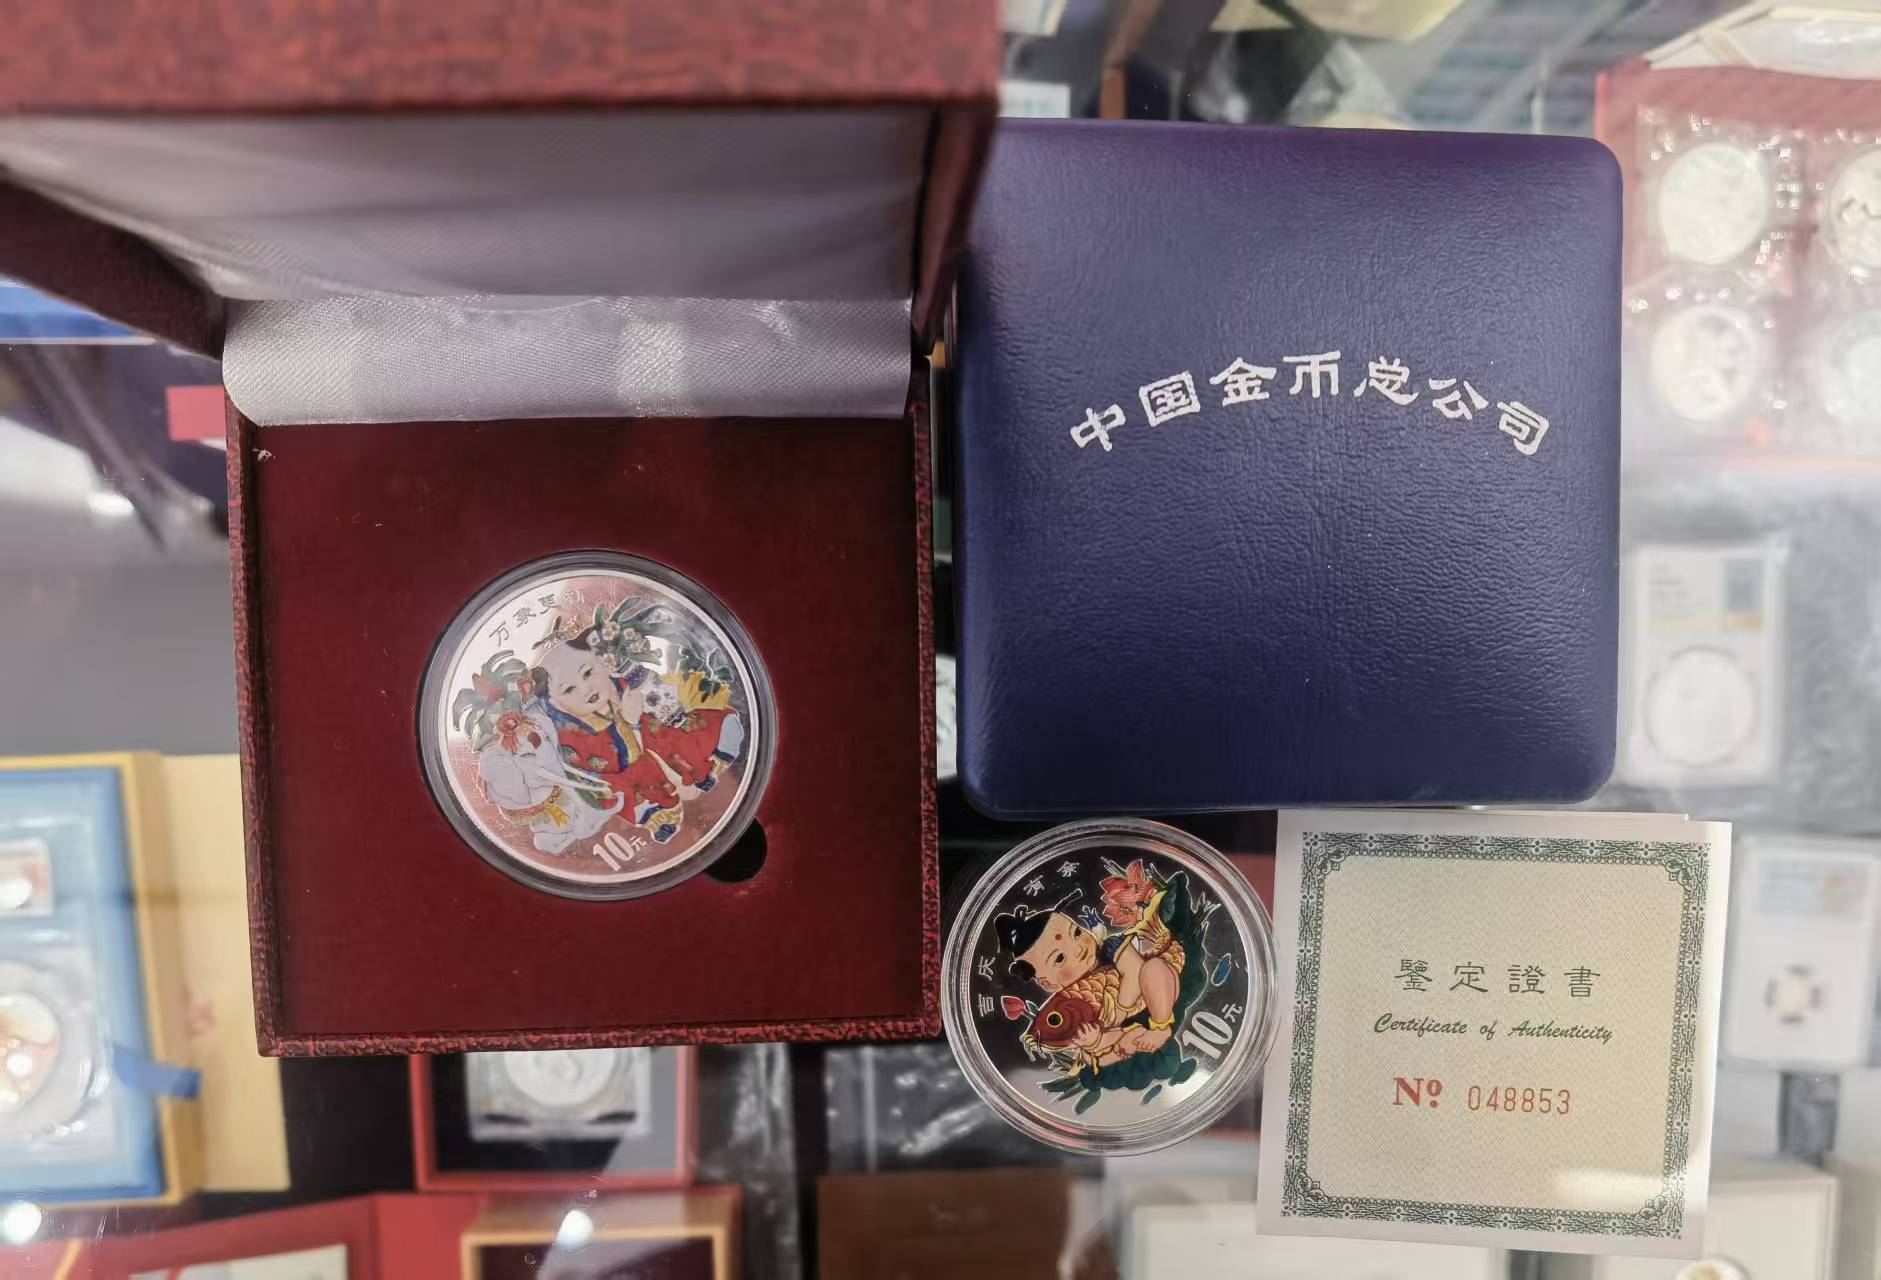 中国金币总公司
万象更新
10元
吉庆有余
10元
鑒定證書
Certificate of Authenticity
Nº 048853